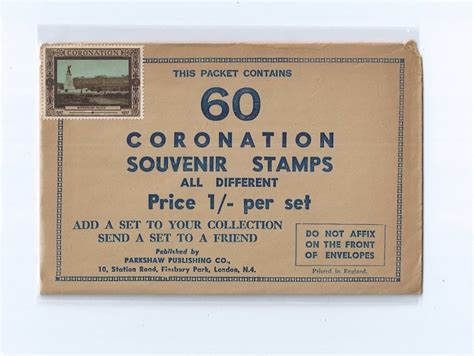 CORONATION
1937
1937
THIS PACKET CONTAINS
60
CORONATION
SOUVENIR STAMPS
ALL DIFFERENT
Price 1/- per set
ADD A SET TO YOUR COLLECTION
SEND A SET TO A FRIEND
Published by
PARKSHAW PUBLISHING CO.,
10, Station Road, Finsbury Park, London, N.4.
DO NOT AFFIX
ON THE FRONT
OF ENVELOPES
Printed in England.